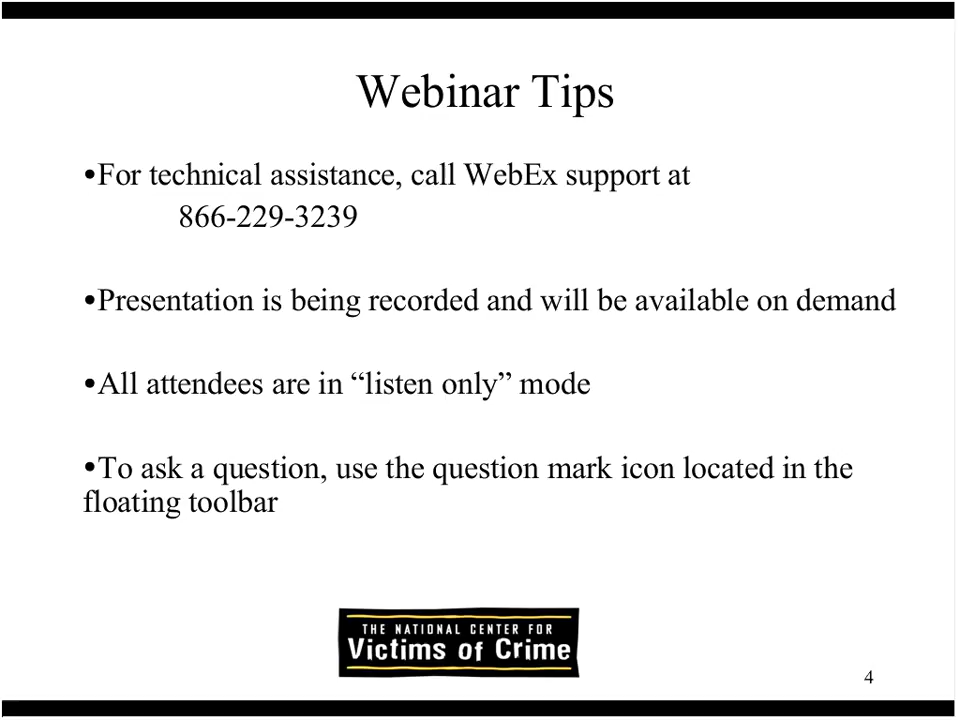 Webinar Tips
•For technical assistance, call WebEx support at
866-229-3239
•Presentation is being recorded and will be available on demand
•All attendees are in “listen only” mode
•To ask a question, use the question mark icon located in the
floating toolbar
THE NATIONAL CENTER FOR
Victims of Crime
4